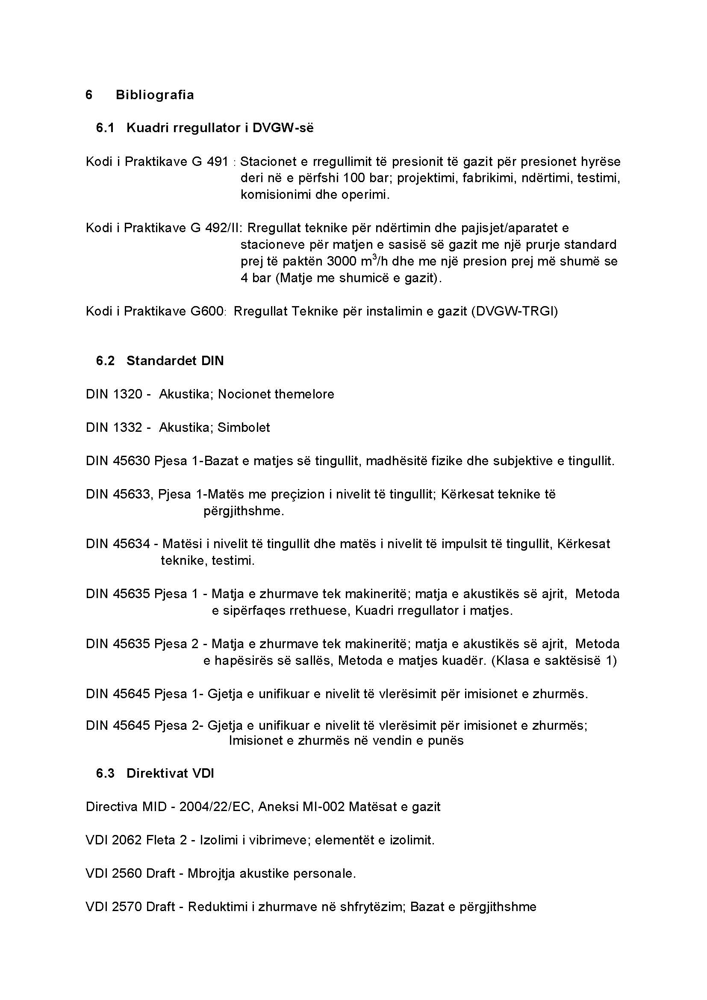 6 Bibliografia
6.1 Kuadri rregullator i DVGW-së
Kodi i Praktikave G 491 : Stacionet e rregullimit të presionit të gazit për presionet hyrëse
deri në e përfshi 100 bar; projektimi, fabrikimi, ndërtimi, testimi,
komisionimi dhe operimi.
Kodi i Praktikave G 492/II: Rregullat teknike për ndërtimin dhe pajisjet/aparatet e
stacioneve për matjen e sasisë së gazit me një prurje standard
prej të paktën 3000 m³/h dhe me një presion prej më shumë se
4 bar (Matje me shumicë e gazit).
Kodi i Praktikave G600: Rregullat Teknike për instalimin e gazit (DVGW-TRGI)
6.2 Standardet DIN
DIN 1320 - Akustika; Nocionet themelore
DIN 1332 - Akustika; Simbolet
DIN 45630 Pjesa 1-Bazat e matjes së tingullit, madhësitë fizike dhe subjektive e tingullit.
DIN 45633, Pjesa 1-Matës me preçizion i nivelit të tingullit; Kërkesat teknike të
përgjithshme.
DIN 45634 - Matësi i nivelit të tingullit dhe matës i nivelit të impulsit të tingullit, Kërkesat
teknike, testimi.
DIN 45635 Pjesa 1 - Matja e zhurmave tek makineritë; matja e akustikës së ajrit, Metoda
e sipërfaqes rrethuese, Kuadri rregullator i matjes.
DIN 45635 Pjesa 2 - Matja e zhurmave tek makineritë; matja e akustikës së ajrit, Metoda
e hapësirës së sallës, Metoda e matjes kuadër. (Klasa e saktësisë 1)
DIN 45645 Pjesa 1- Gjetja e unifikuar e nivelit të vlerësimit për imisionet e zhurmës.
DIN 45645 Pjesa 2- Gjetja e unifikuar e nivelit të vlerësimit për imisionet e zhurmës;
Imisionet e zhurmës në vendin e punës
6.3 Direktivat VDI
Directiva MID - 2004/22/EC, Aneksi MI-002 Matësat e gazit
VDI 2062 Fleta 2 - Izolimi i vibrimeve; elementët e izolimit.
VDI 2560 Draft - Mbrojtja akustike personale.
VDI 2570 Draft - Reduktimi i zhurmave në shfrytëzim; Bazat e përgjithshme